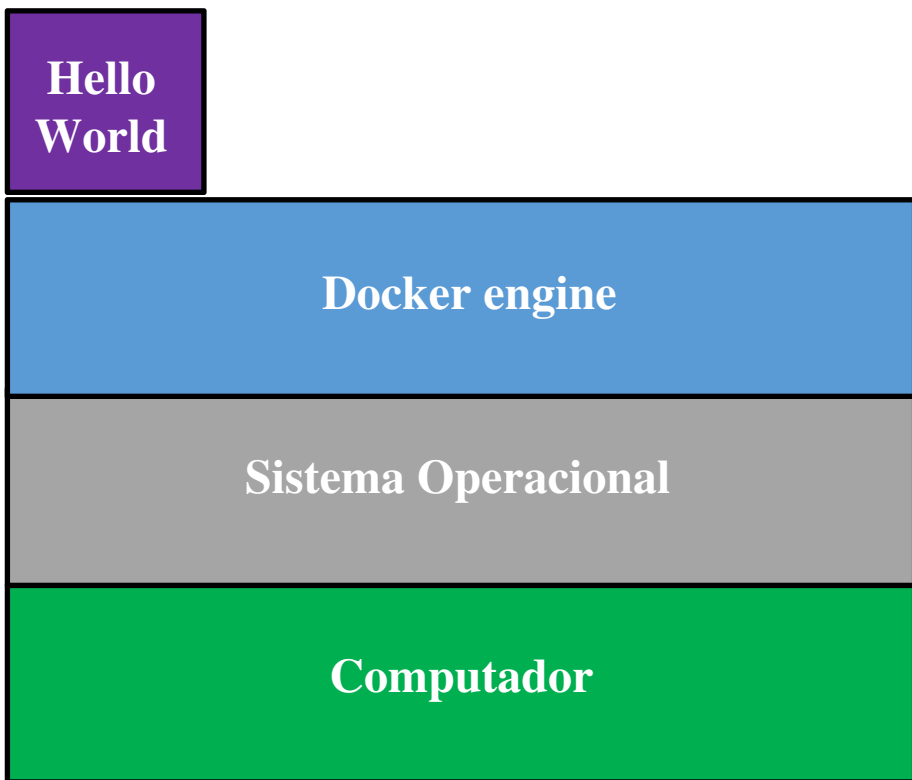 Hello
World
Docker engine
Sistema Operacional
Computador